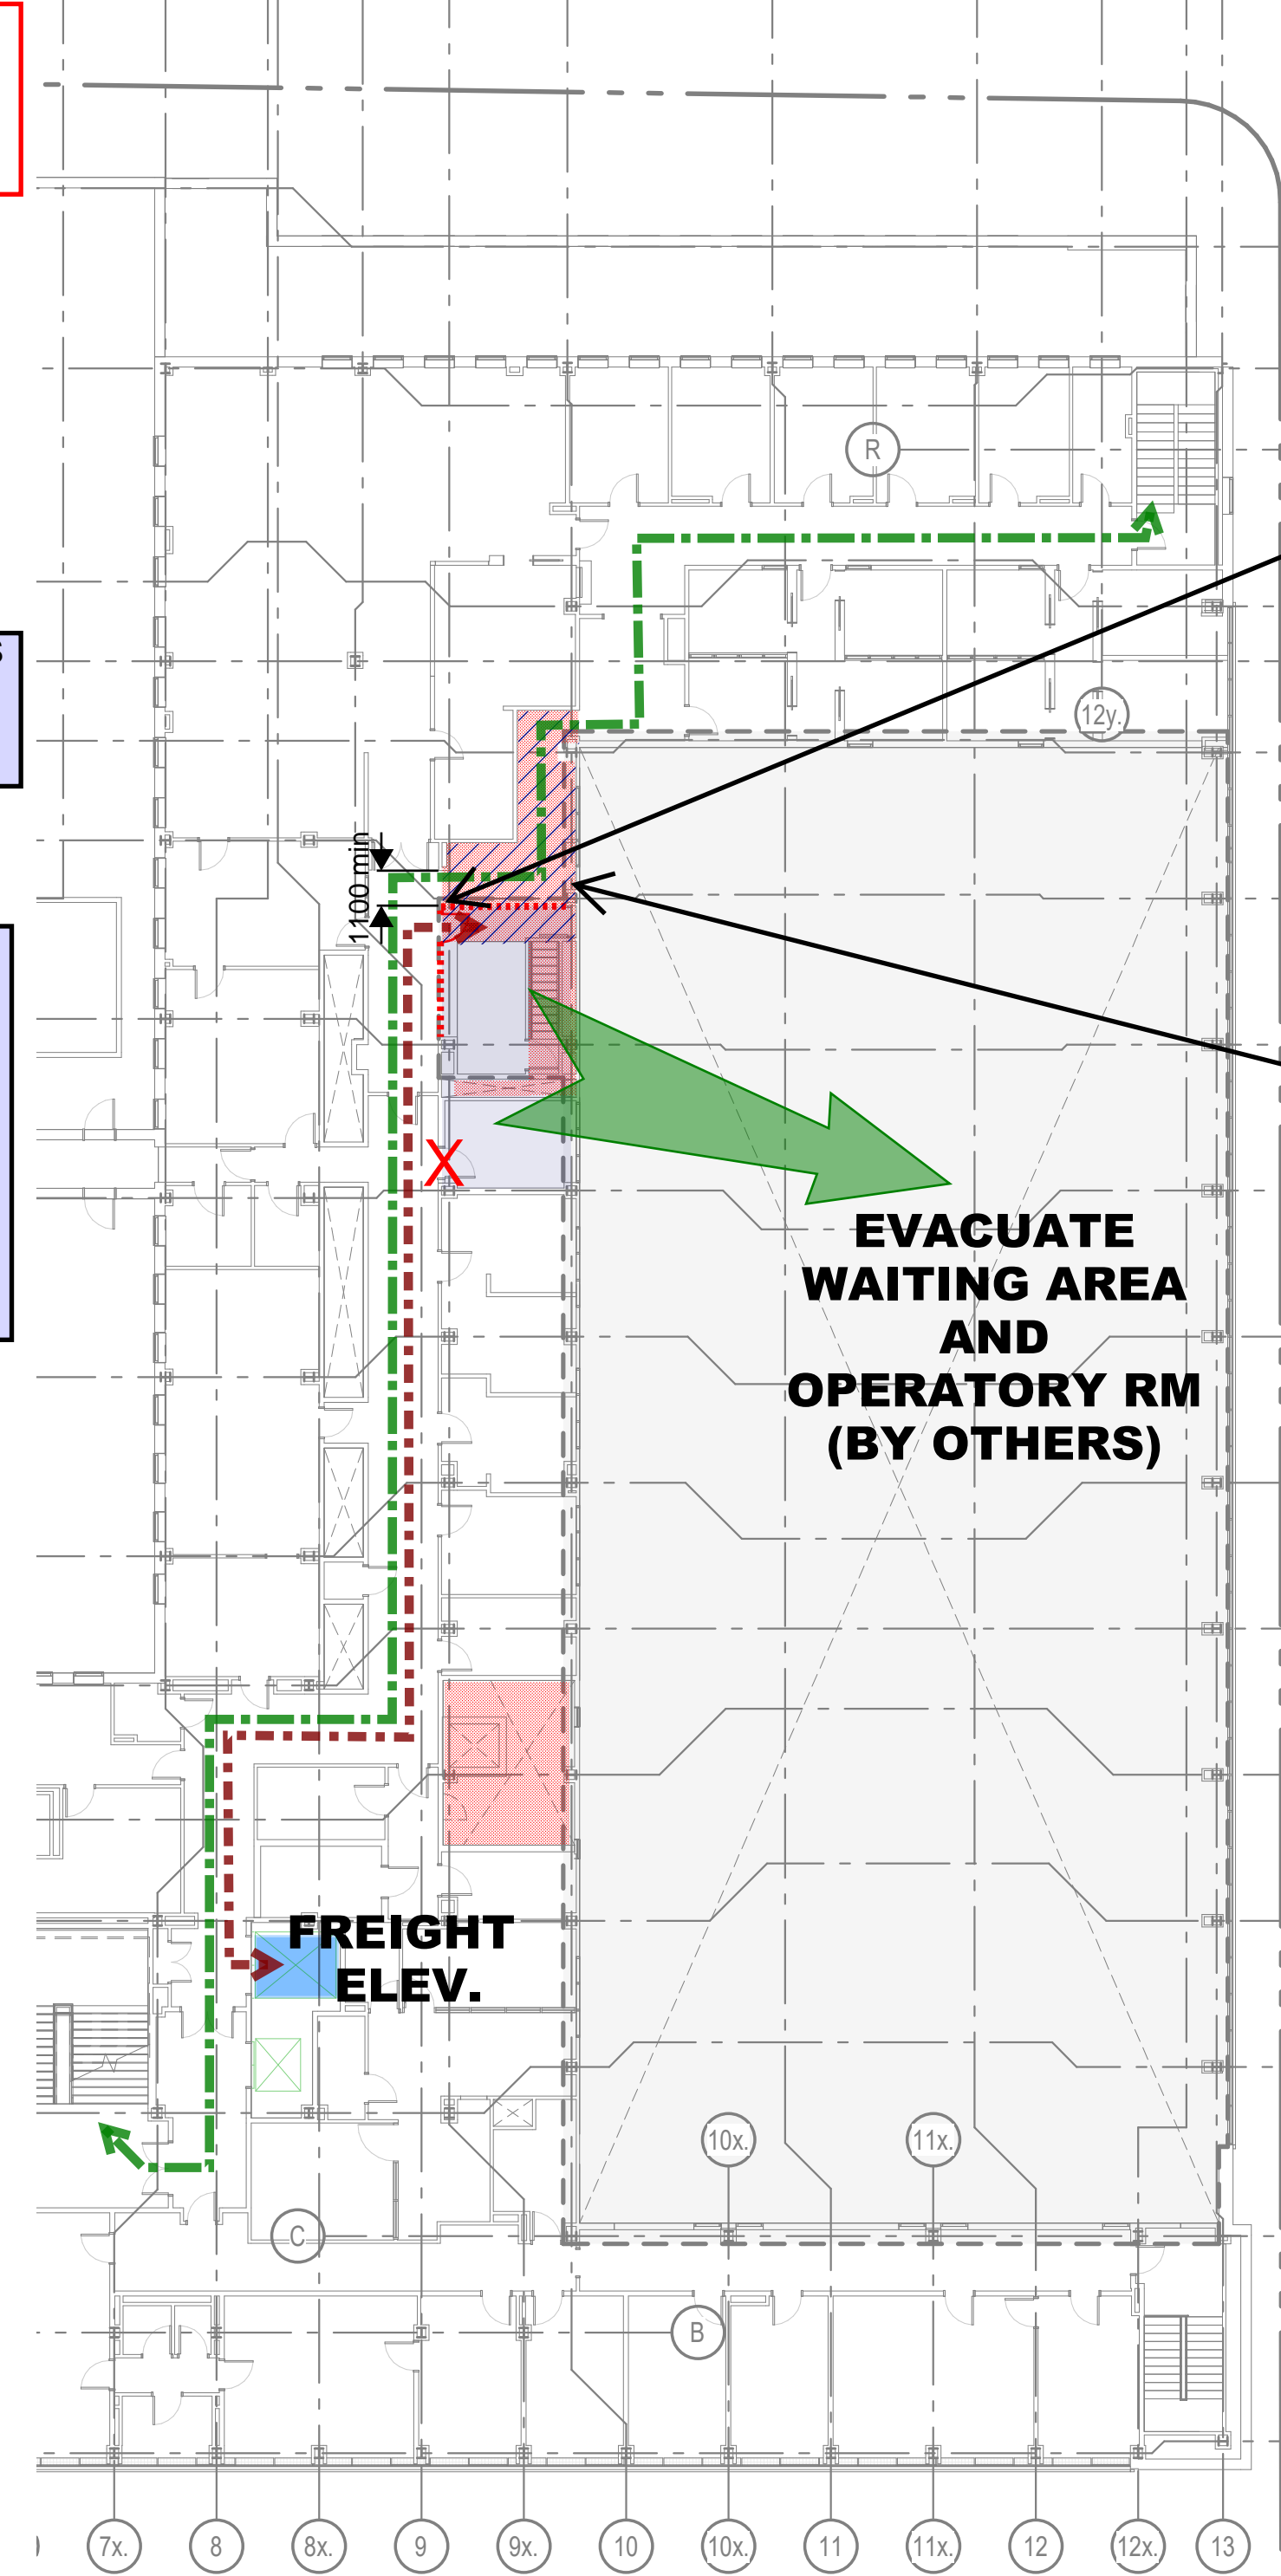 R
S
12y.
1100 min
X
EVACUATE
WAITING AREA
AND
OPERATORY RM
(BY OTHERS)
FREIGHT
ELEV.
10x.
11x.
C
B
7x.
8
8x.
9
9x.
10
10x.
11
11x.
12
12x.
13